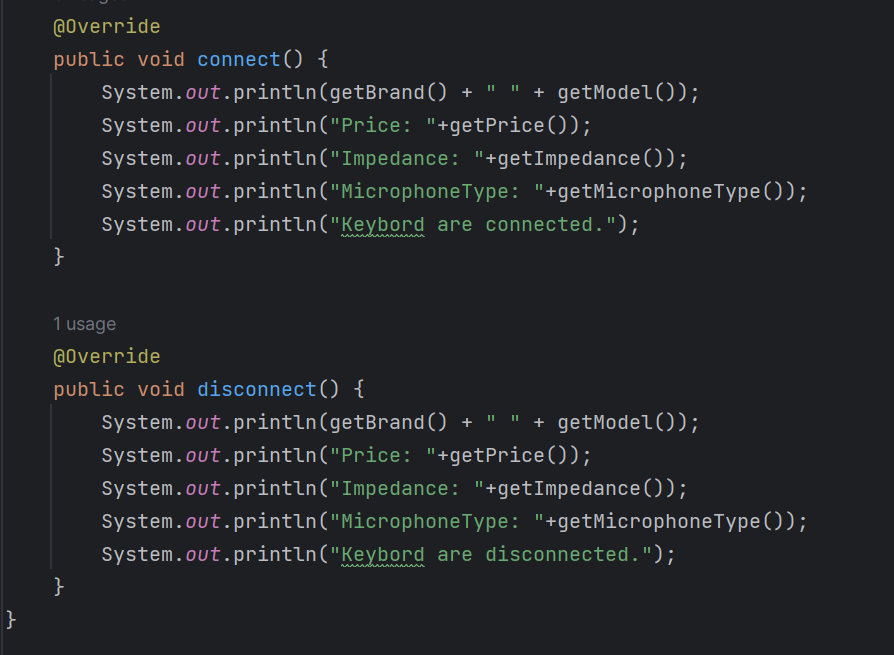 @Override
public void connect() {
System.out.println(getBrand() + " " + getModel());
System.out.println("Price: "+getPrice());
System.out.println("Impedance: "+getImpedance());
System.out.println("MicrophoneType: "+getMicrophoneType());
System.out.println("Keybord are connected.");
}
1 usage
@Override
public void disconnect() {
System.out.println(getBrand() + " " + getModel());
System.out.println("Price: "+getPrice());
System.out.println("Impedance: "+getImpedance());
System.out.println("MicrophoneType: "+getMicrophoneType());
System.out.println("Keybord are disconnected.");
}
}